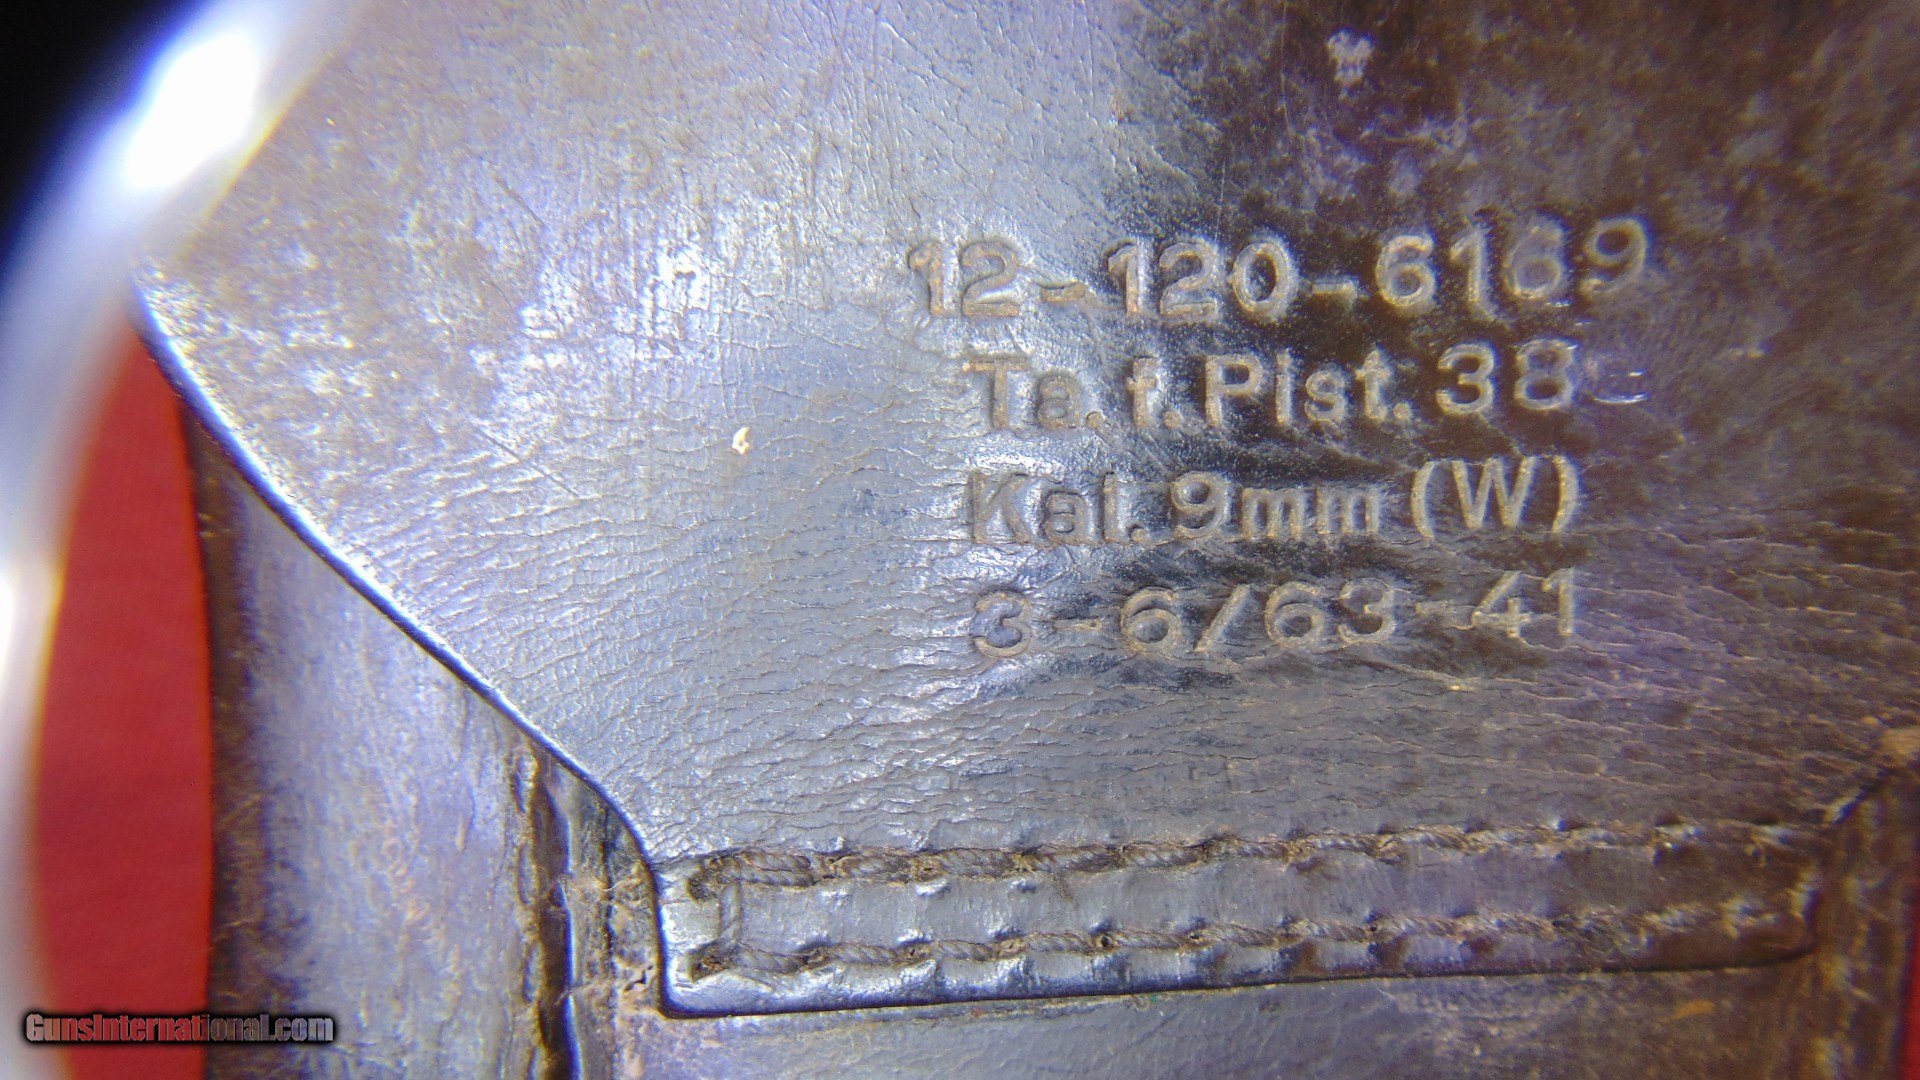 12-120-6169
Ta. f. Pist. 38
Kal. 9mm (W)
3-6/63-41
GunsInternational.com